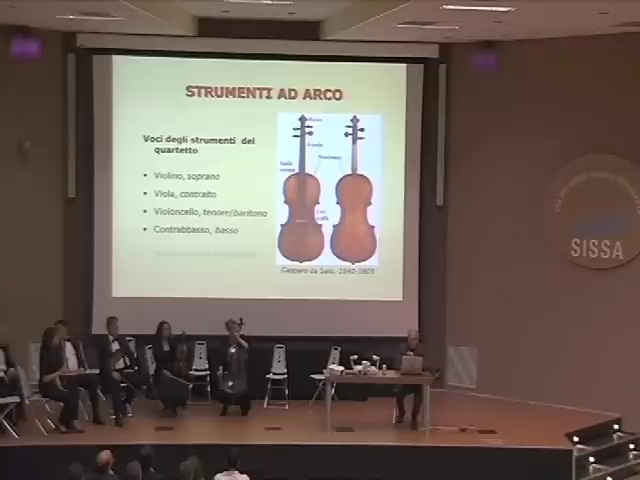 STRUMENTI AD ARCO
Voci degli strumenti del
quartetto
• Violino, soprano
• Viola, contralto
• Violoncello, tenore/baritono
• Contrabbasso, basso
Gasparo da Salò, 1540-1609
SISSA